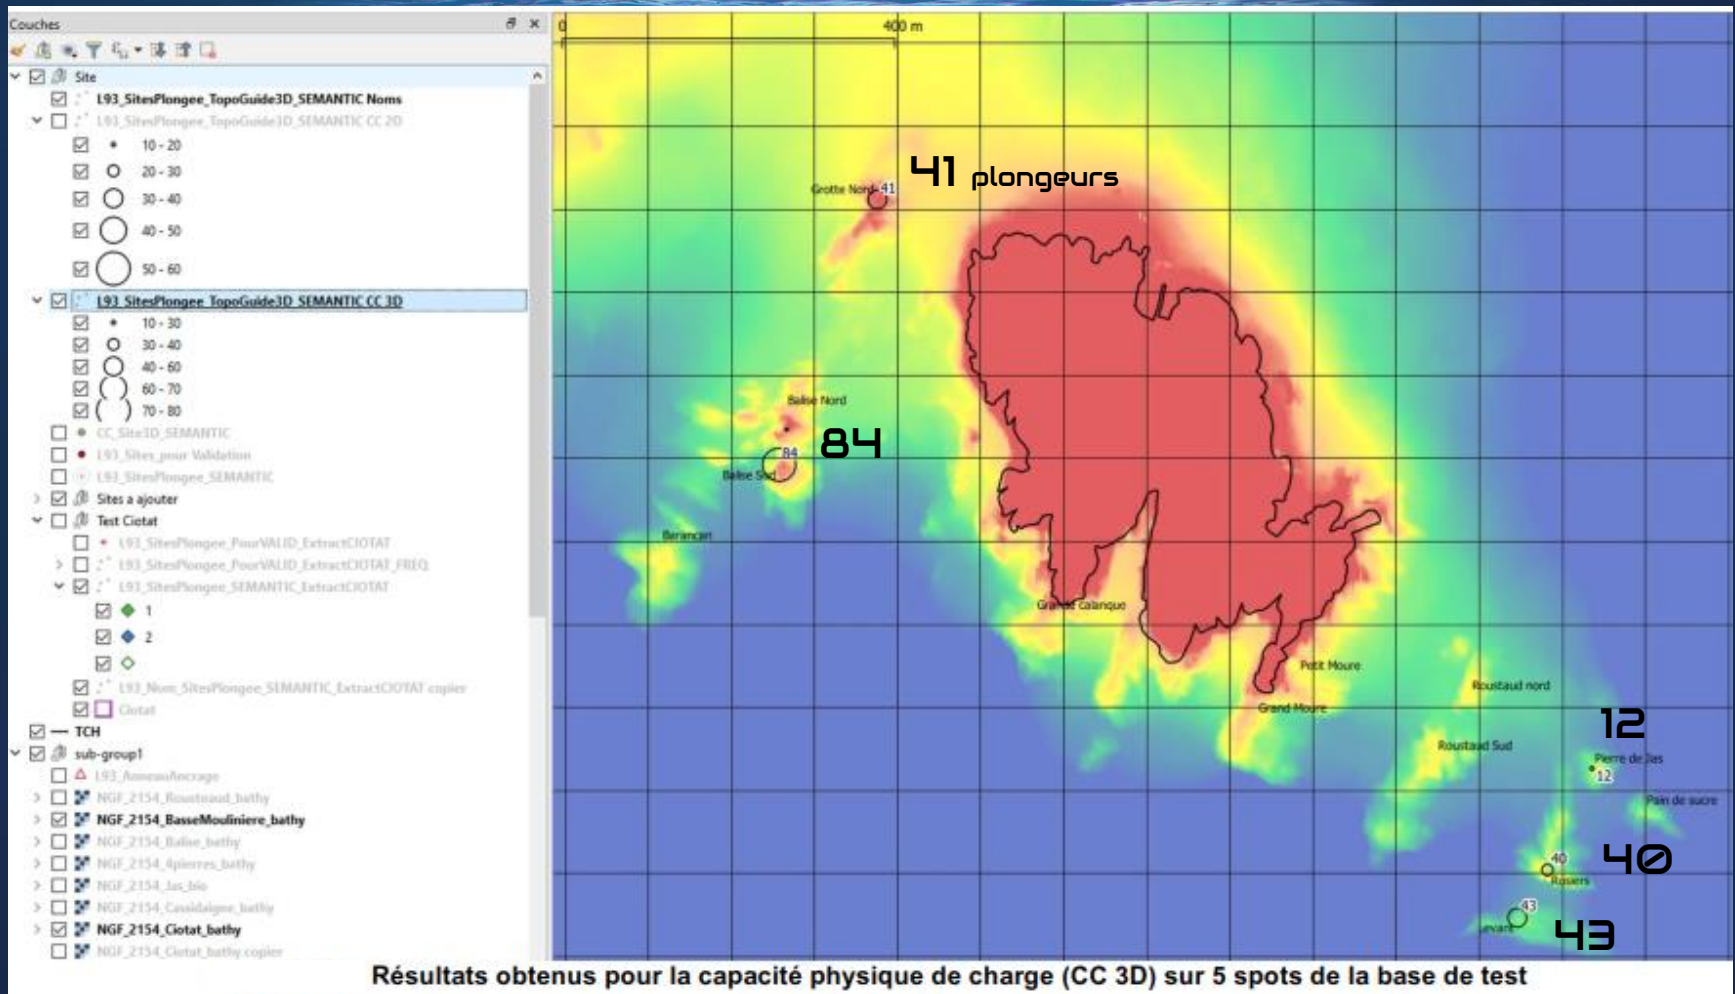 Couches
Site
L93_SitesPlongee_TopoGuide3D_SEMANTIC Noms
L93_SitesPlongee_TopoGuide3D_SEMANTIC CC 2D
10 - 20
20 - 30
30 - 40
40 - 50
50 - 60
L93_SitesPlongee_TopoGuide3D_SEMANTIC CC 3D
10 - 30
30 - 40
40 - 60
60 - 70
70 - 80
CC_Site3D_SEMANTIC
L93_Sites_pour Validation
L93_SitesPlongee_SEMANTIC
Sites a ajouter
Test Ciotat
L93_SitesPlongee_PourVALID_ExtractCIOTAT
L93_SitesPlongee_PourVALID_ExtractCIOTAT_FREQ
L93_SitesPlongee_SEMANTIC_ExtractCIOTAT
1
2
L93_Num_SitesPlongee_SEMANTIC_ExtractCIOTAT copier
Ciotat
TCH
sub-group1
L93_AnneauAncrage
NGF_2154_Rousteaud_bathy
NGF_2154_BasseMouliniere_bathy
NGF_2154_Balise_bathy
NGF_2154_4pierres_bathy
NGF_2154_Jas_bio
NGF_2154_Cassidaigne_bathy
NGF_2154_Ciotat_bathy
NGF_2154_Ciotat_bathy copier
0 400 m
41 plongeurs
Grotte Nord 41
Balise Nord
84
84
Balise Sud
Barancan
Grande Calanque
Petit Moure
Grand Moure
Roustaud nord
Roustaud Sud
12
Pierre de Jas
12
Pain de sucre
40
40
Rosiers
43
Levant
43
Résultats obtenus pour la capacité physique de charge (CC 3D) sur 5 spots de la base de test